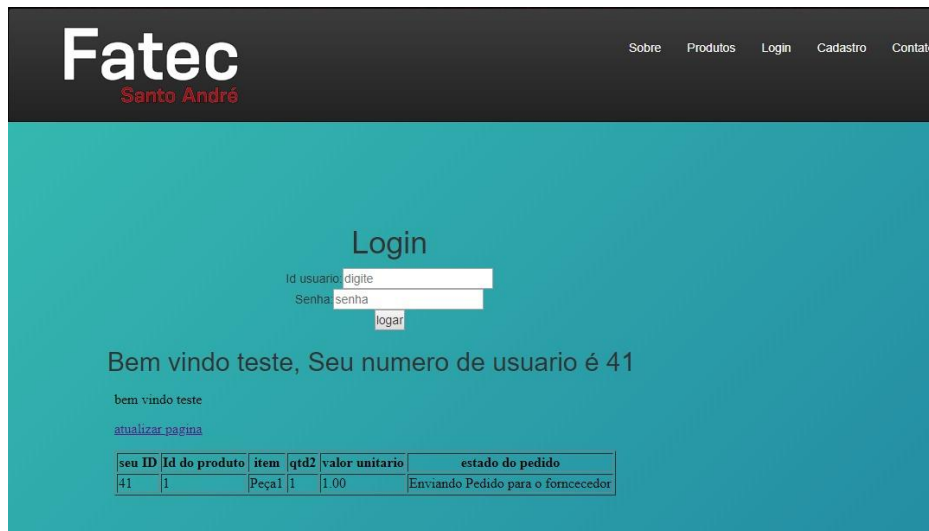 Fatec
Santo André
Sobre Produtos Login Cadastro Contat
Login
Id usuario: digite
Senha: senha
logar
Bem vindo teste, Seu numero de usuario é 41
bem vindo teste
atualizar pagina
seu ID Id do produto item qtd2 valor unitario estado do pedido
41 1 Peça1 1 1.00 Enviando Pedido para o forncecedor